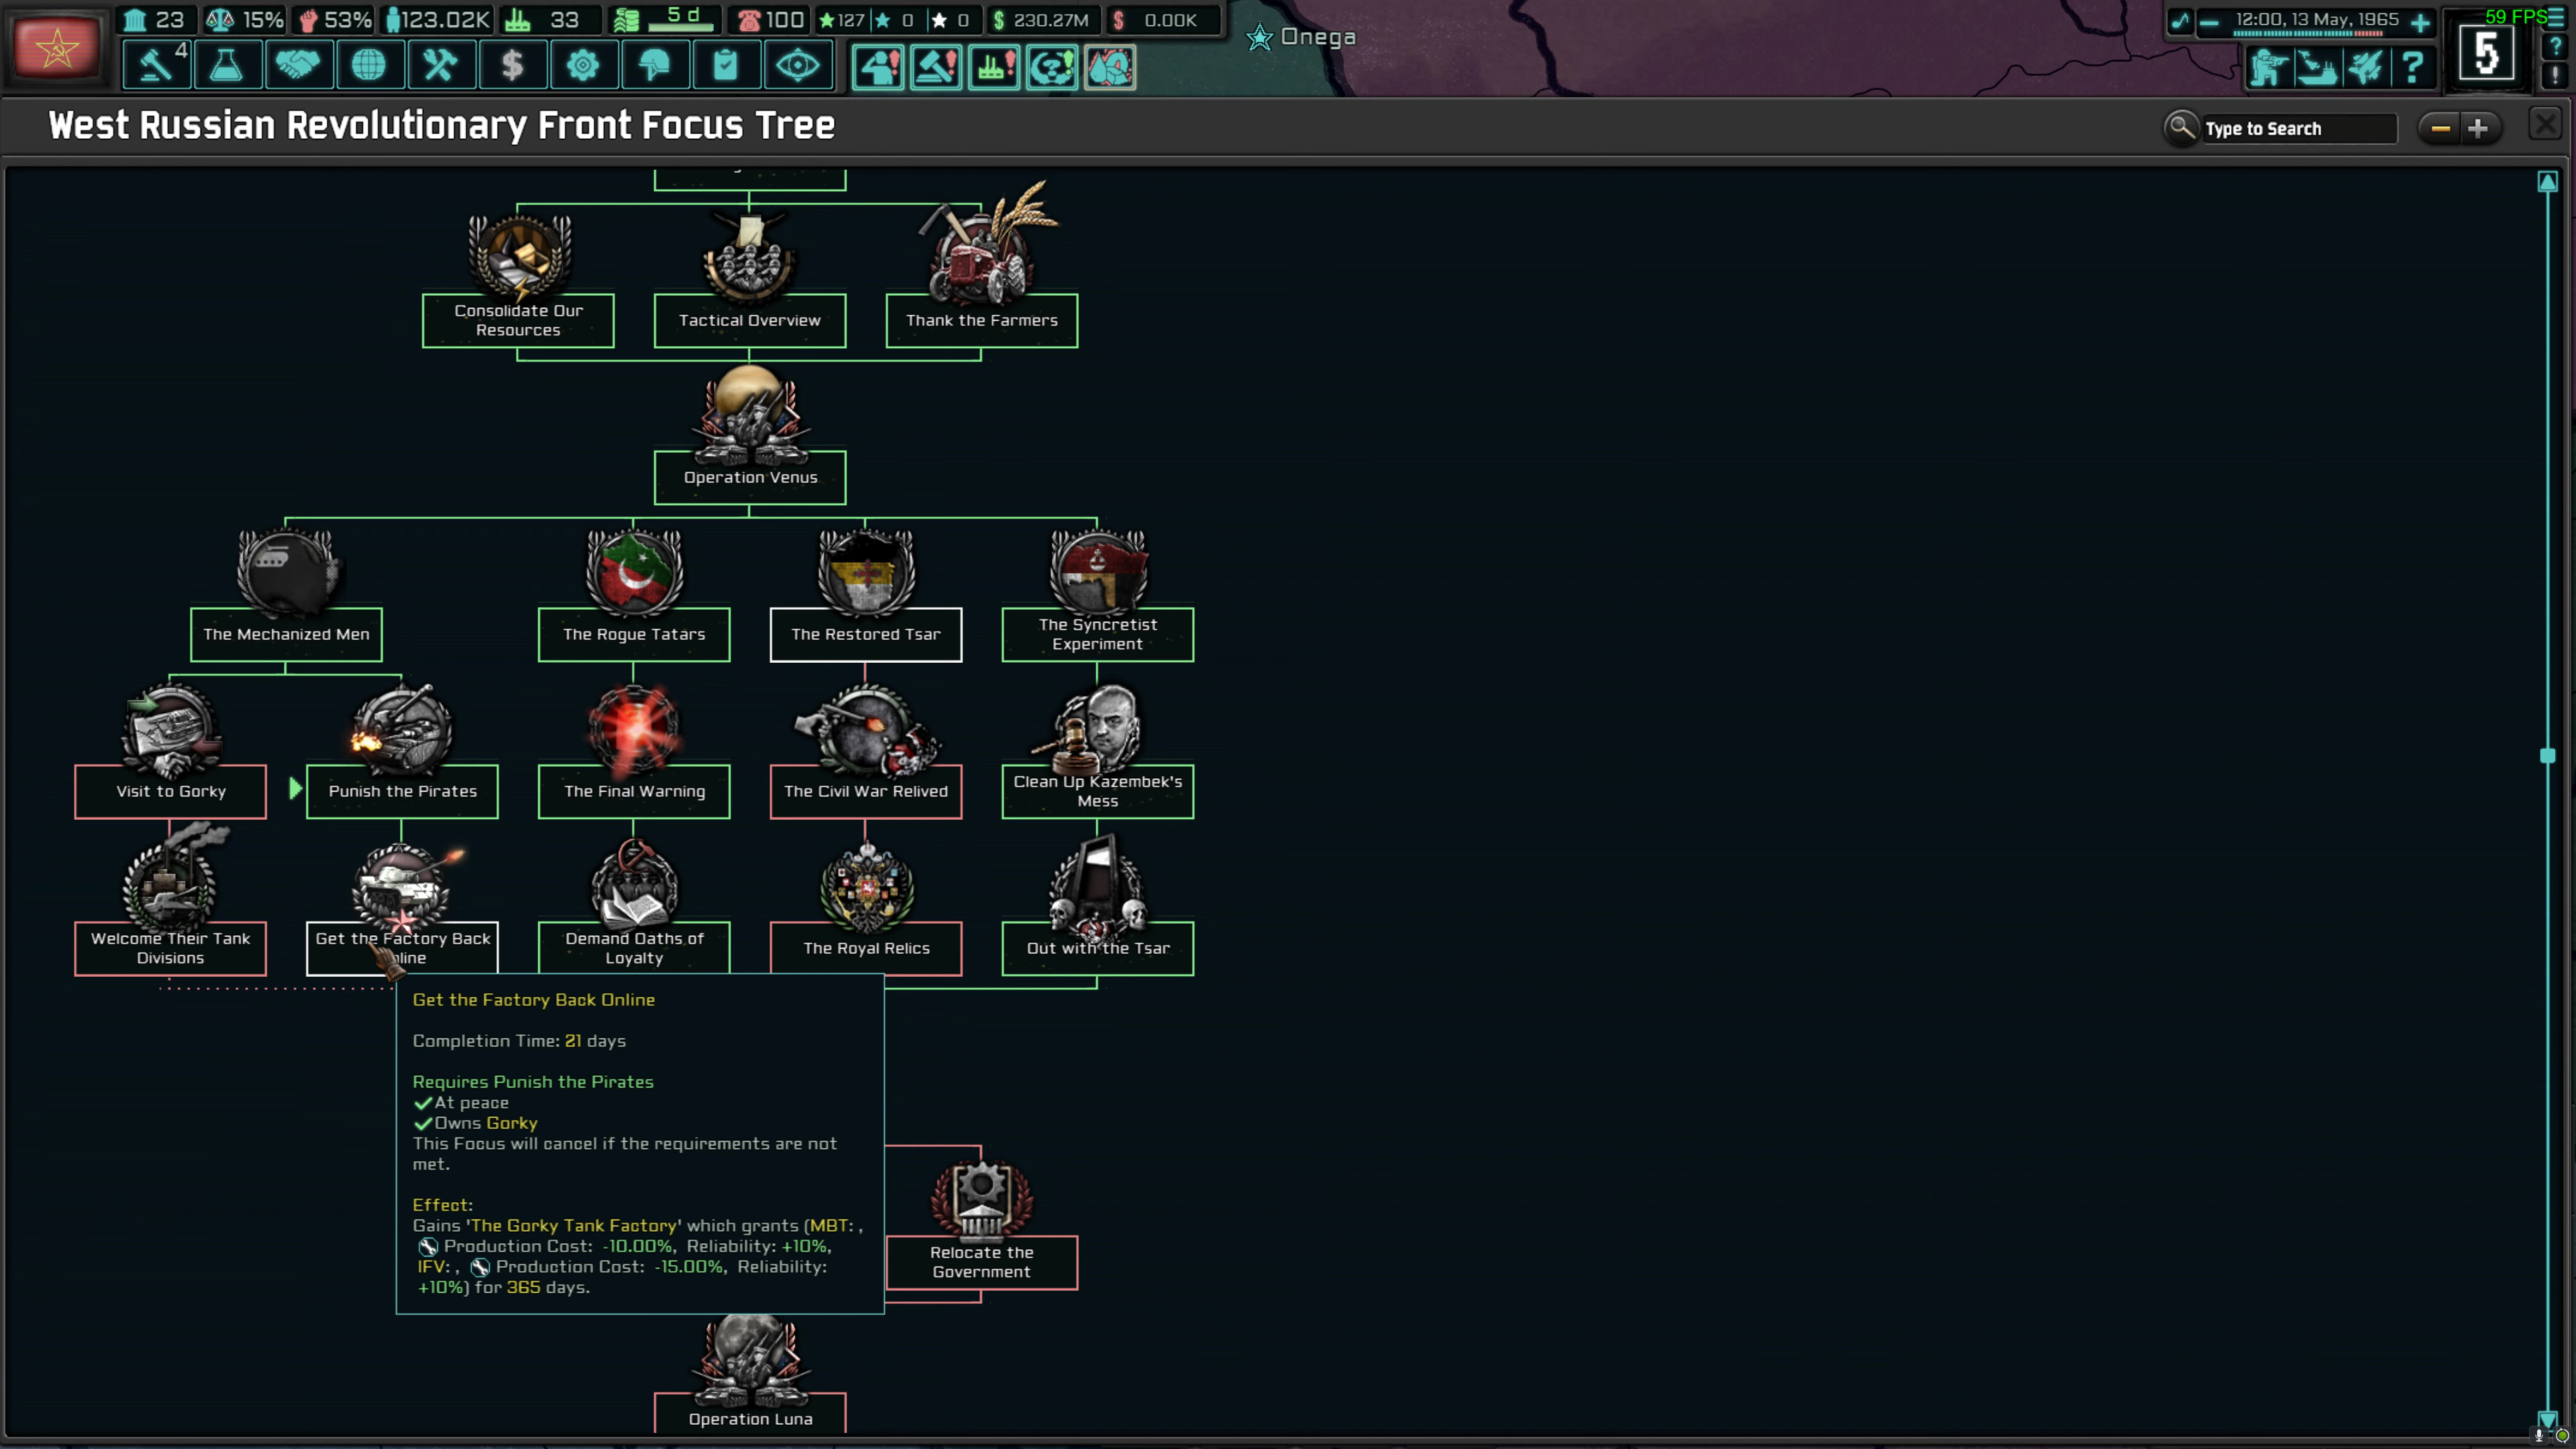 23
15%
53%
123.02K
33
5 d
100
127
0
0
$ 230.27M
$ 0.00K
Onega
12:00, 13 May, 1965
59 FPS
5
4
West Russian Revolutionary Front Focus Tree
Type to Search
Consolidate Our
Resources
Tactical Overview
Thank the Farmers
Operation Venus
The Mechanized Men
The Rogue Tatars
The Restored Tsar
The Syncretist
Experiment
Visit to Gorky
Punish the Pirates
The Final Warning
The Civil War Relived
Clean Up Kazembek's
Mess
Welcome Their Tank
Divisions
Get the Factory Back
nline
Demand Oaths of
Loyalty
The Royal Relics
Out with the Tsar
Get the Factory Back Online
Completion Time: 21 days
Requires Punish the Pirates
At peace
Owns Gorky
This Focus will cancel if the requirements are not
met.
Effect:
Gains 'The Gorky Tank Factory' which grants (MBT: ,
Production Cost: -10.00%, Reliability: +10%,
IFV: , Production Cost: -15.00%, Reliability:
+10%) for 365 days.
Relocate the
Government
Operation Luna